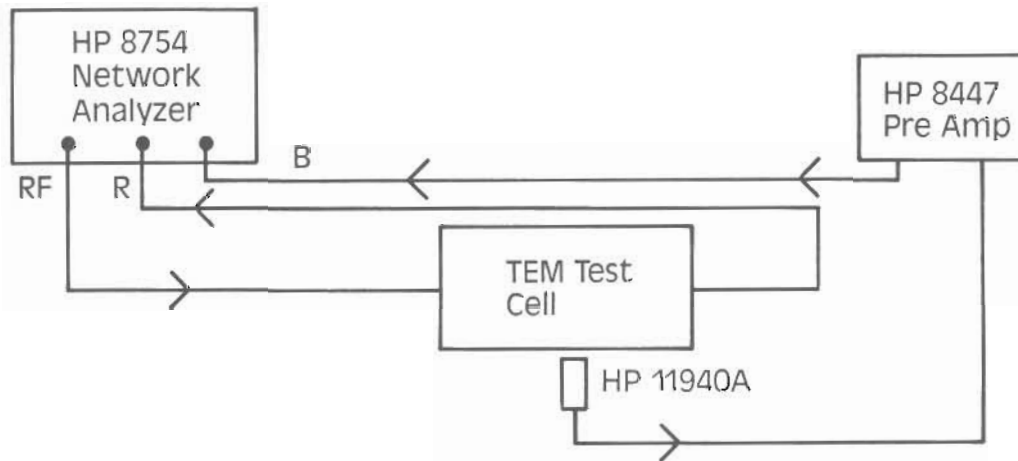 HP 8754
Network
Analyzer
HP 8447
Pre Amp
B
RF
R
TEM Test
Cell
HP 11940A